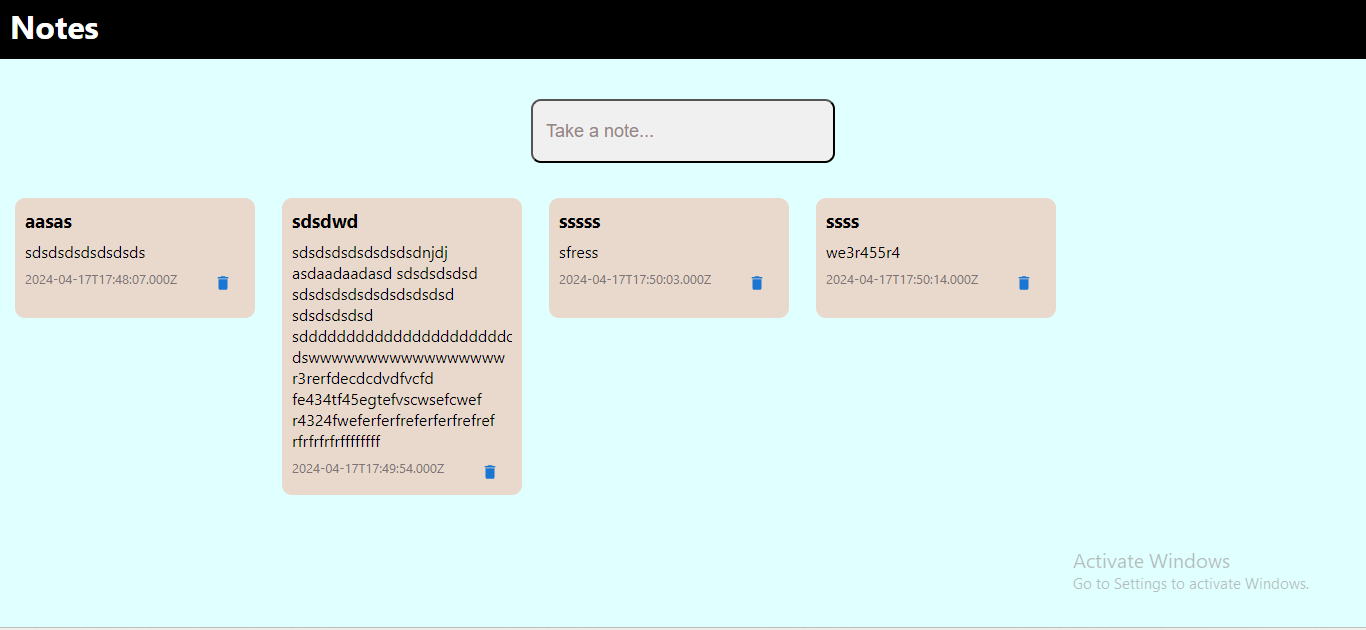 Notes
Take a note...
aasas
sdsdsdsdsdsdsds
2024-04-17T17:48:07.000Z
sdsdwd
sdsdsdsdsdsdsdsdnjdj
asdaadaadasd sdsdsdsdsd
sdsdsdsdsdsdsdsdsdsd
sdsdsdsdsd
dswwwwwwwwwwwwwwwww
r3rerfdecdcdvdfvcfd
fe434tf45egtefvscwsefcwef
r4324fweferferfreferferfrefref
rfrfrfrfrffffffff
2024-04-17T17:49:54.000Z
sssss
sfress
2024-04-17T17:50:03.000Z
ssss
we3r455r4
2024-04-17T17:50:14.000Z
Activate Windows
Go to Settings to activate Windows.